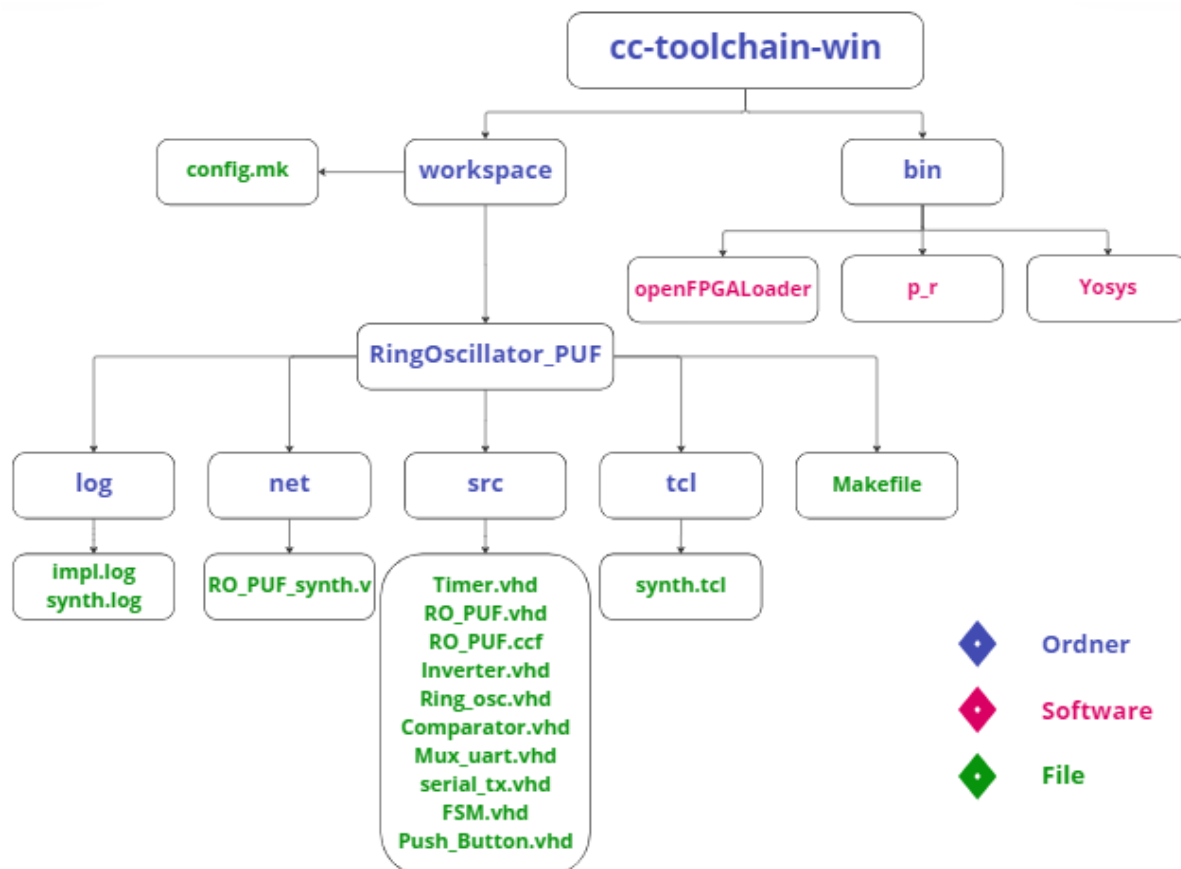 cc-toolchain-win
config.mk
workspace
bin
openFPGALoader
p_r
Yosys
RingOscillator_PUF
log
net
src
tcl
Makefile
impl.log
synth.log
RO_PUF_synth.v
Timer.vhd
RO_PUF.vhd
RO_PUF.ccf
Inverter.vhd
Ring_osc.vhd
Comparator.vhd
Mux_uart.vhd
serial_tx.vhd
FSM.vhd
Push_Button.vhd
synth.tcl
Ordner
Software
File